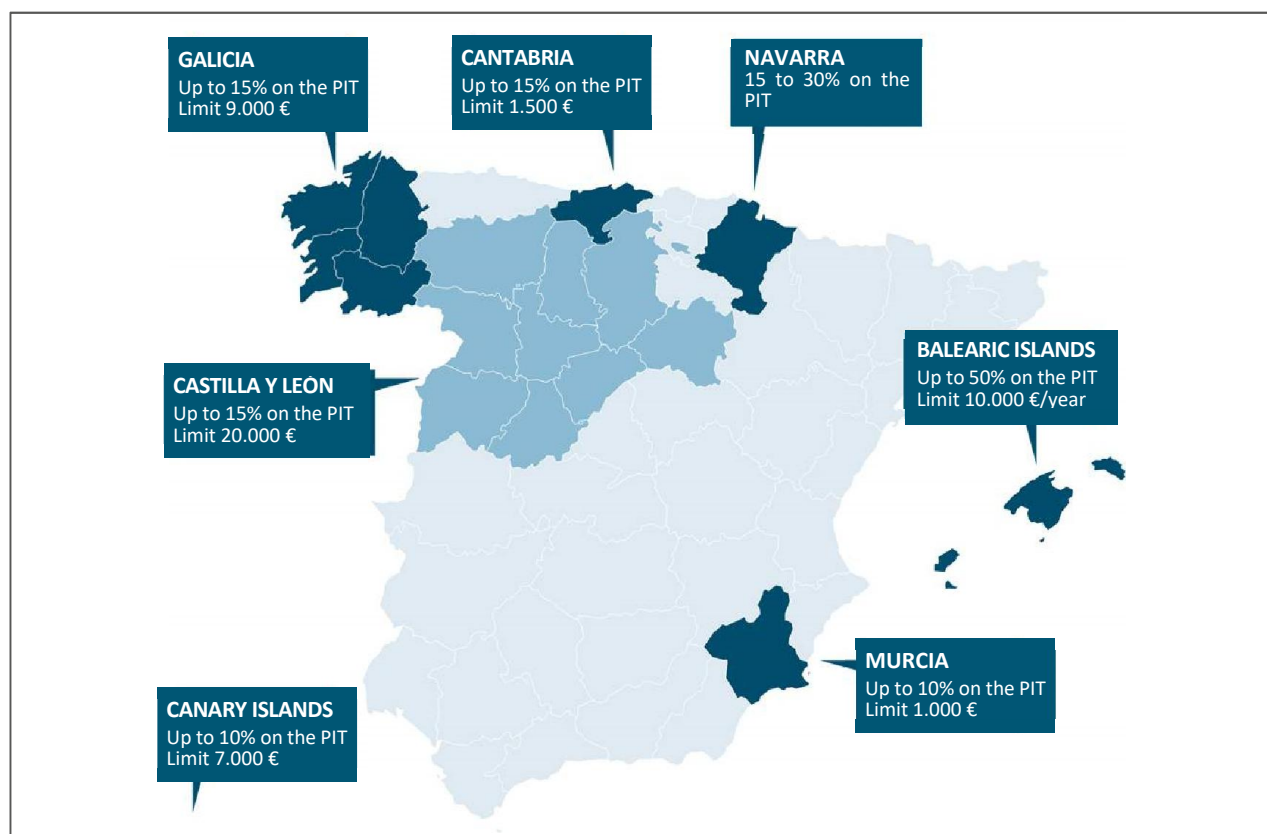 GALICIA
Up to 15% on the PIT
Limit 9.000 €
CANTABRIA
Up to 15% on the PIT
Limit 1.500 €
NAVARRA
15 to 30% on the
PIT
BALEARIC ISLANDS
Up to 50% on the PIT
Limit 10.000 €/year
CASTILLA Y LEÓN
Up to 15% on the PIT
Limit 20.000 €
MURCIA
Up to 10% on the PIT
Limit 1.000 €
CANARY ISLANDS
Up to 10% on the PIT
Limit 7.000 €